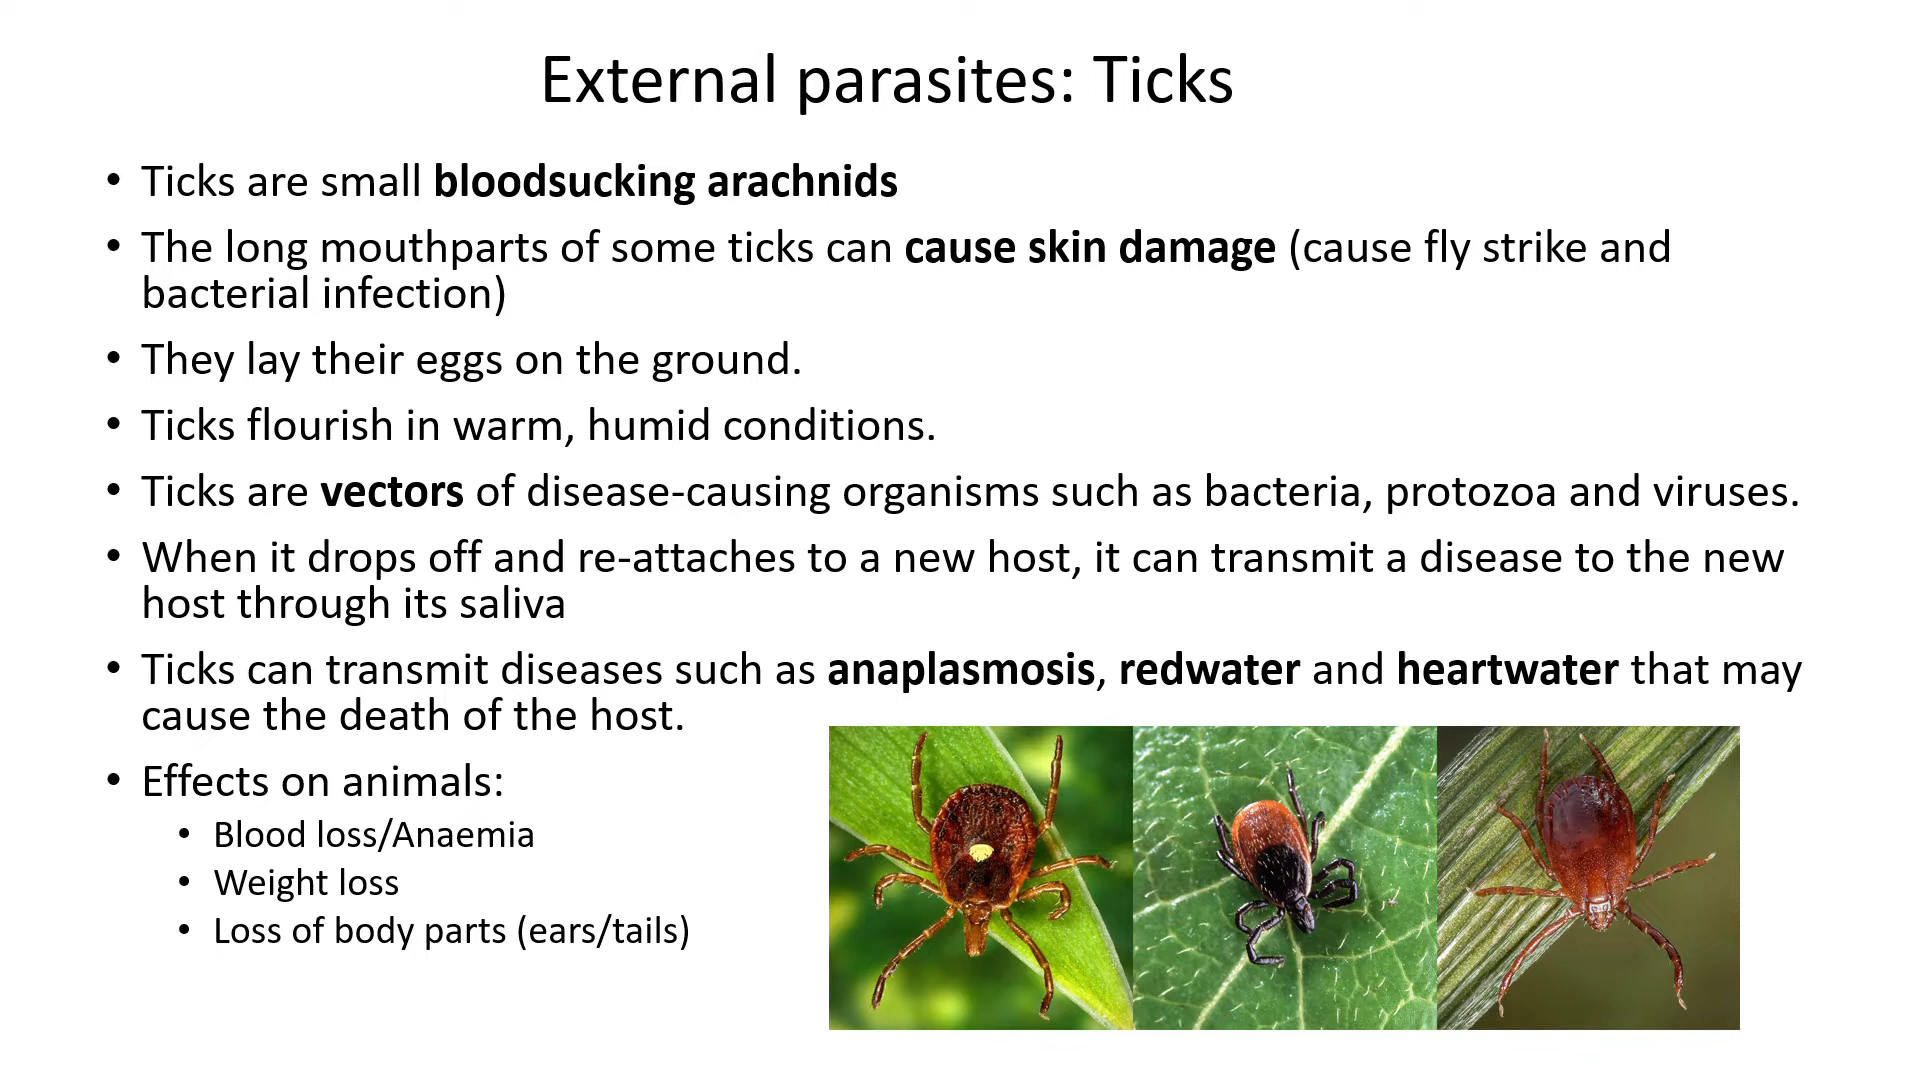 External parasites: Ticks
• Ticks are small bloodsucking arachnids
• The long mouthparts of some ticks can cause skin damage (cause fly strike and
bacterial infection)
• They lay their eggs on the ground.
• Ticks flourish in warm, humid conditions.
• Ticks are vectors of disease-causing organisms such as bacteria, protozoa and viruses.
• When it drops off and re-attaches to a new host, it can transmit a disease to the new
host through its saliva
• Ticks can transmit diseases such as anaplasmosis, redwater and heartwater that may
cause the death of the host.
• Effects on animals:
• Blood loss/Anaemia
• Weight loss
• Loss of body parts (ears/tails)